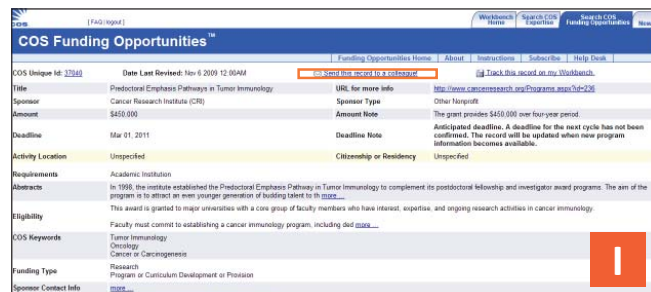 cos
[FAQ | logout]
Workbench Home
Search COS Expertise
Search COS Funding Opportunities
COS Funding Opportunities™
Funding Opportunities Home | About | Instructions | Subscribe | Help Desk
COS Unique Id: 37040 Date Last Revised: Nov 6 2009 12:00AM Send this record to a colleague! Track this record on my Workbench.
Title Predoctoral Emphasis Pathways in Tumor Immunology URL for more info http://www.cancerresearch.org/Programs.aspx?id=236
Sponsor Cancer Research Institute (CRI) Sponsor Type Other Nonprofit
Amount $450,000 Amount Note The grant provides $450,000 over four-year period.
Deadline Mar 01, 2011 Deadline Note Anticipated deadline. A deadline for the next cycle has not been
confirmed. The record will be updated when new program
information becomes available.
Activity Location Unspecified Citizenship or Residency Unspecified
Requirements Academic Institution
Abstracts In 1998, the institute established the Predoctoral Emphasis Pathway in Tumor Immunology to complement its postdoctoral fellowship and investigator award programs. The aim of the
program is to attract an even younger generation of budding talent to th more ...
Eligibility This award is granted to major universities with a core group of faculty members who have interest, expertise, and ongoing research activities in cancer immunology.
Faculty must commit to establishing a cancer immunology program, including ded more ...
COS Keywords Tumor Immunology
Oncology
Cancer or Carcinogenesis
Funding Type Research
Program or Curriculum Development or Provision
Sponsor Contact Info more ...
I